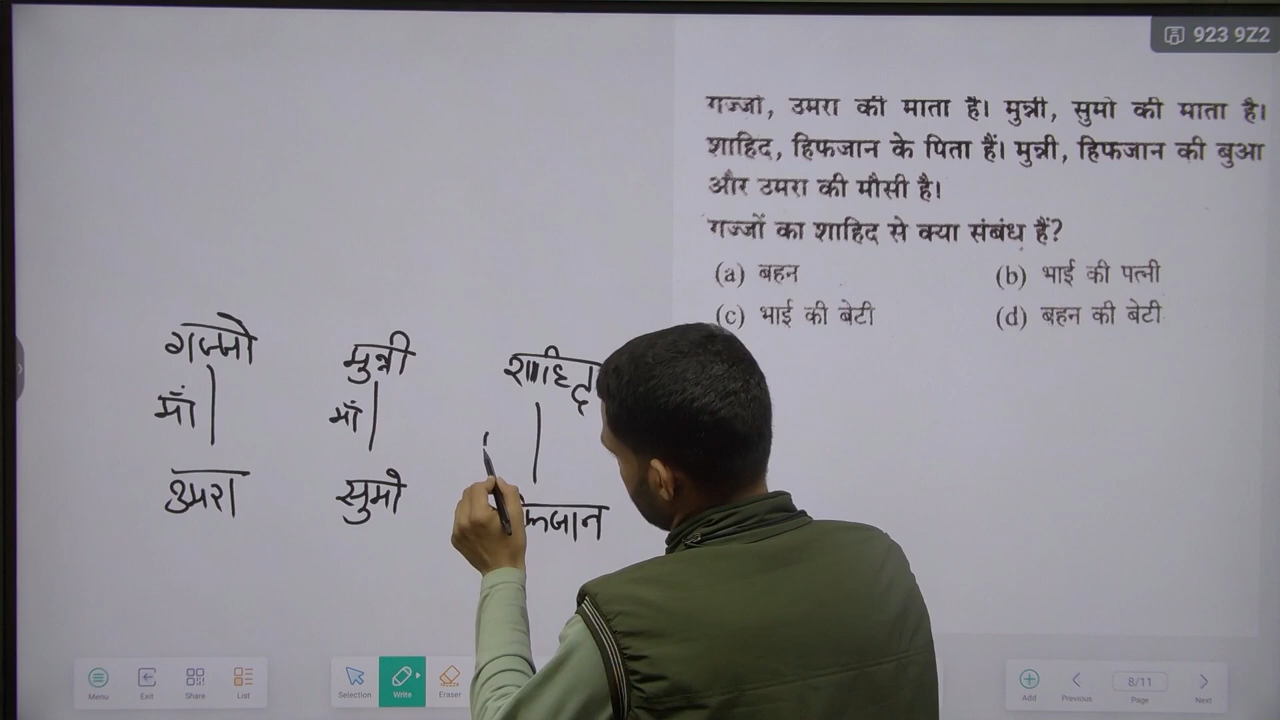 923 9Z2
गज्जो, उमरा की माता है। मुन्नी, सुमो की माता है।
शाहिद, हिफजान के पिता हैं। मुन्नी, हिफजान की बुआ
और उमरा की मौसी है।
गज्जों का शाहिद से क्या संबंध हैं?
(a) बहन (b) भाई की पत्नी
(c) भाई की बेटी (d) बहन की बेटी
गज्जो मुन्नी शाहिद
माँ माँ
उमरा सुमो
Menu Exit Share List Selection Write Eraser Add Previous 8/11 Page Next